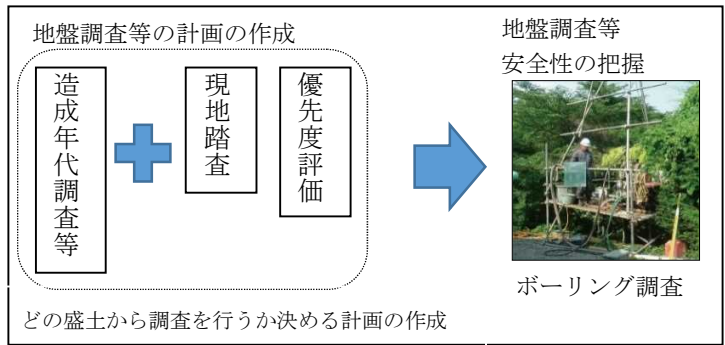 地盤調査等の計画の作成
造成年代調査等
現地踏査
優先度評価
どの盛土から調査を行うか決める計画の作成
地盤調査等
安全性の把握
ボーリング調査